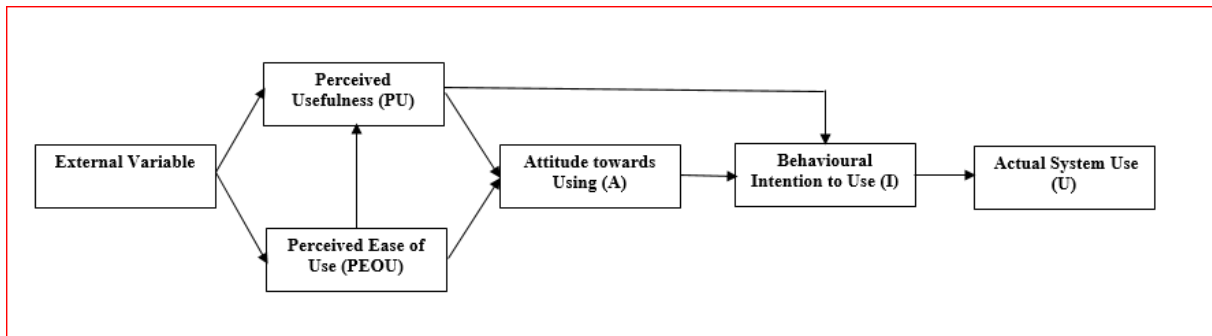 Perceived
Usefulness (PU)
External Variable
Attitude towards
Using (A)
Behavioural
Intention to Use (I)
Actual System Use
(U)
Perceived Ease of
Use (PEOU)